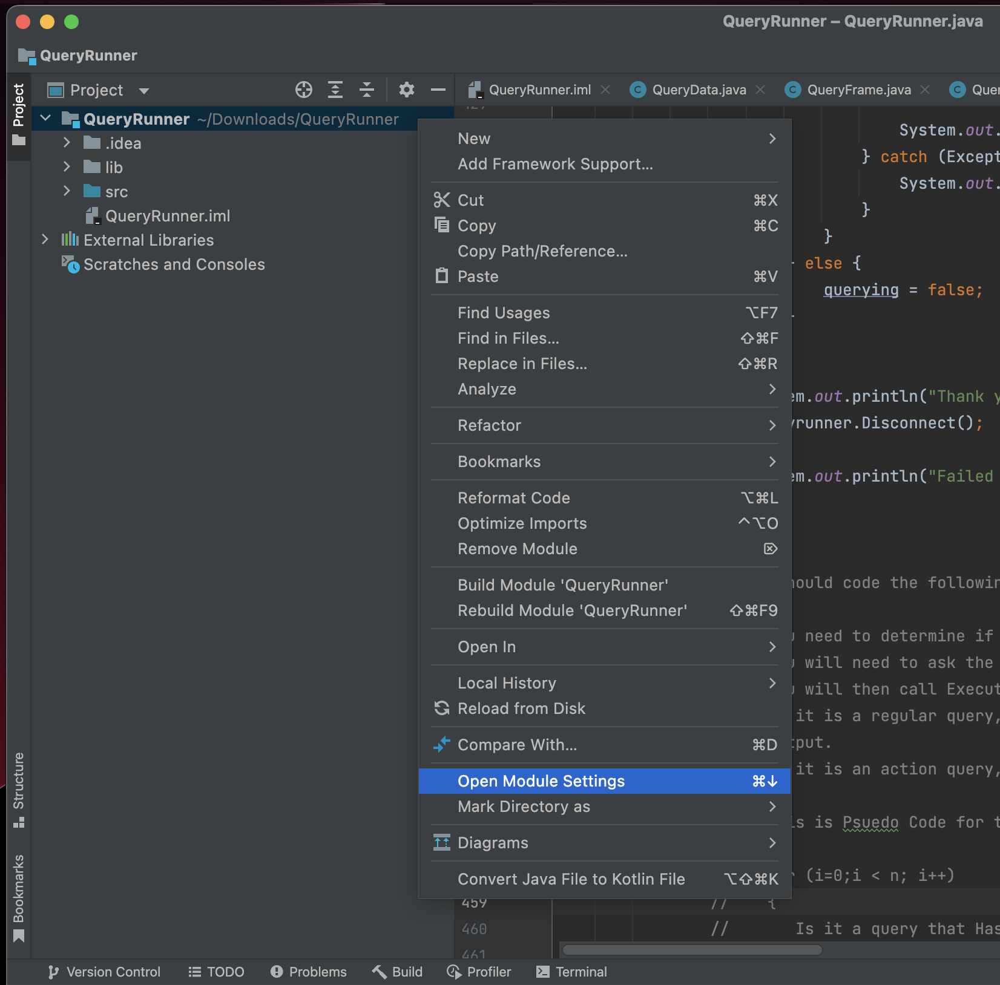 QueryRunner – QueryRunner.java
QueryRunner
Project
Project
QueryRunner.iml
QueryData.java
QueryFrame.java
QueryRunner ~/Downloads/QueryRunner
.idea
lib
src
QueryRunner.iml
External Libraries
Scratches and Consoles
New
Add Framework Support...
Cut ⌘X
Copy ⌘C
Copy Path/Reference...
Paste ⌘V
Find Usages ⌥F7
Find in Files... ⇧⌘F
Replace in Files... ⇧⌘R
Analyze
Refactor
Bookmarks
Reformat Code ⌥⌘L
Optimize Imports ^⌥O
Remove Module ⌦
Build Module 'QueryRunner'
Rebuild Module 'QueryRunner' ⇧⌘F9
Open In
Local History
Reload from Disk
Compare With... ⌘D
Open Module Settings ⌘↓
Mark Directory as
Diagrams
Convert Java File to Kotlin File ⌥⇧⌘K
System.out.
} catch (Except
System.out.
}
}
else {
querying = false;
em.out.println("Thank y
yrunner.Disconnect();
em.out.println("Failed
hould code the followin
need to determine if
will need to ask the
will then call Execut
it is a regular query,
tput.
it is an action query,
is is Psuedo Code for t
r (i=0;i < n; i++)
459 // {
460 // Is it a query that Has
461
Structure
Bookmarks
Version Control
TODO
Problems
Build
Profiler
Terminal